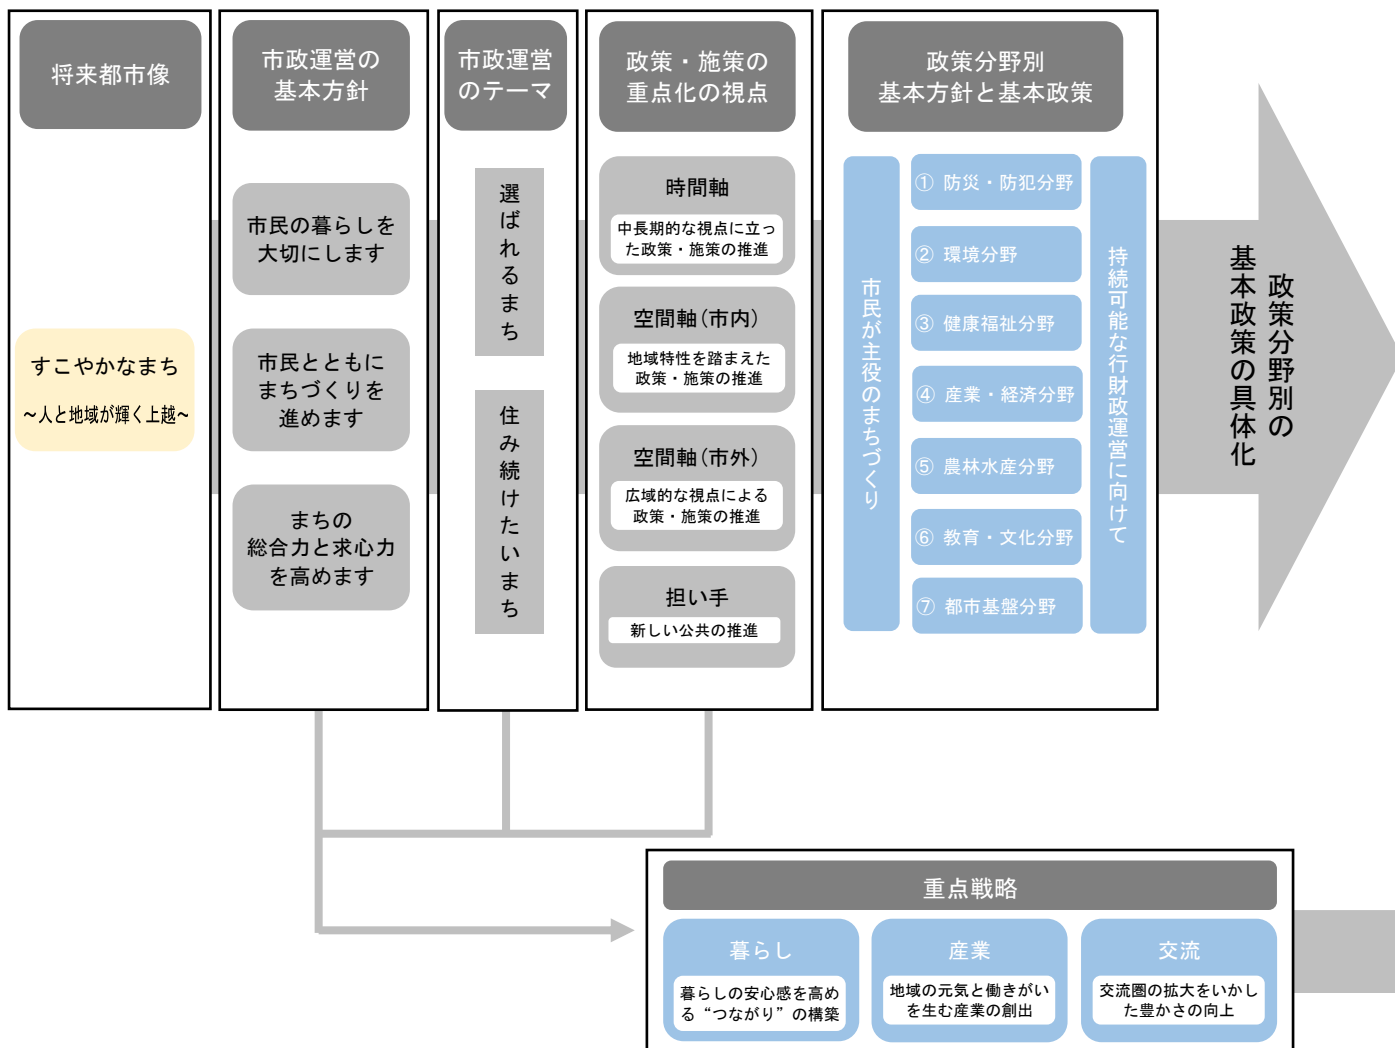 将来都市像
すこやかなまち
～人と地域が輝く上越～
市政運営の
基本方針
市民の暮らしを
大切にします
市民とともに
まちづくりを
進めます
まちの
総合力と求心力
を高めます
市政運営
のテーマ
選ばれるまち
住み続けたいまち
政策・施策の
重点化の視点
時間軸
中長期的な視点に立っ
た政策・施策の推進
空間軸(市内)
地域特性を踏まえた
政策・施策の推進
空間軸(市外)
広域的な視点による
政策・施策の推進
担い手
新しい公共の推進
政策分野別
基本方針と基本政策
市民が主役のまちづくり
① 防災・防犯分野
② 環境分野
③ 健康福祉分野
④ 産業・経済分野
⑤ 農林水産分野
⑥ 教育・文化分野
⑦ 都市基盤分野
持続可能な行財政運営に向けて
政策分野別の
基本政策の具体化
重点戦略
暮らし
暮らしの安心感を高め
る“つながり”の構築
産業
地域の元気と働きがい
を生む産業の創出
交流
交流圏の拡大をいかし
た豊かさの向上